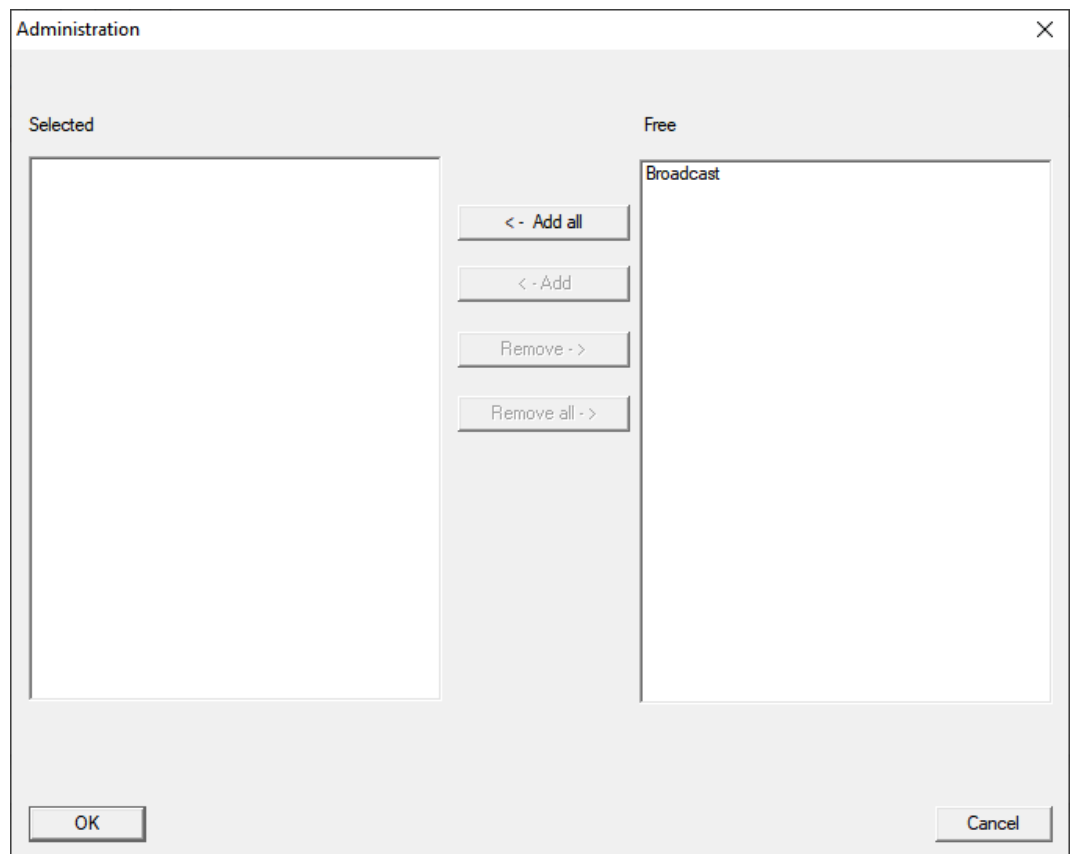 Administration
Selected
Free
Broadcast
< - Add all
< - Add
Remove - >
Remove all - >
OK
Cancel